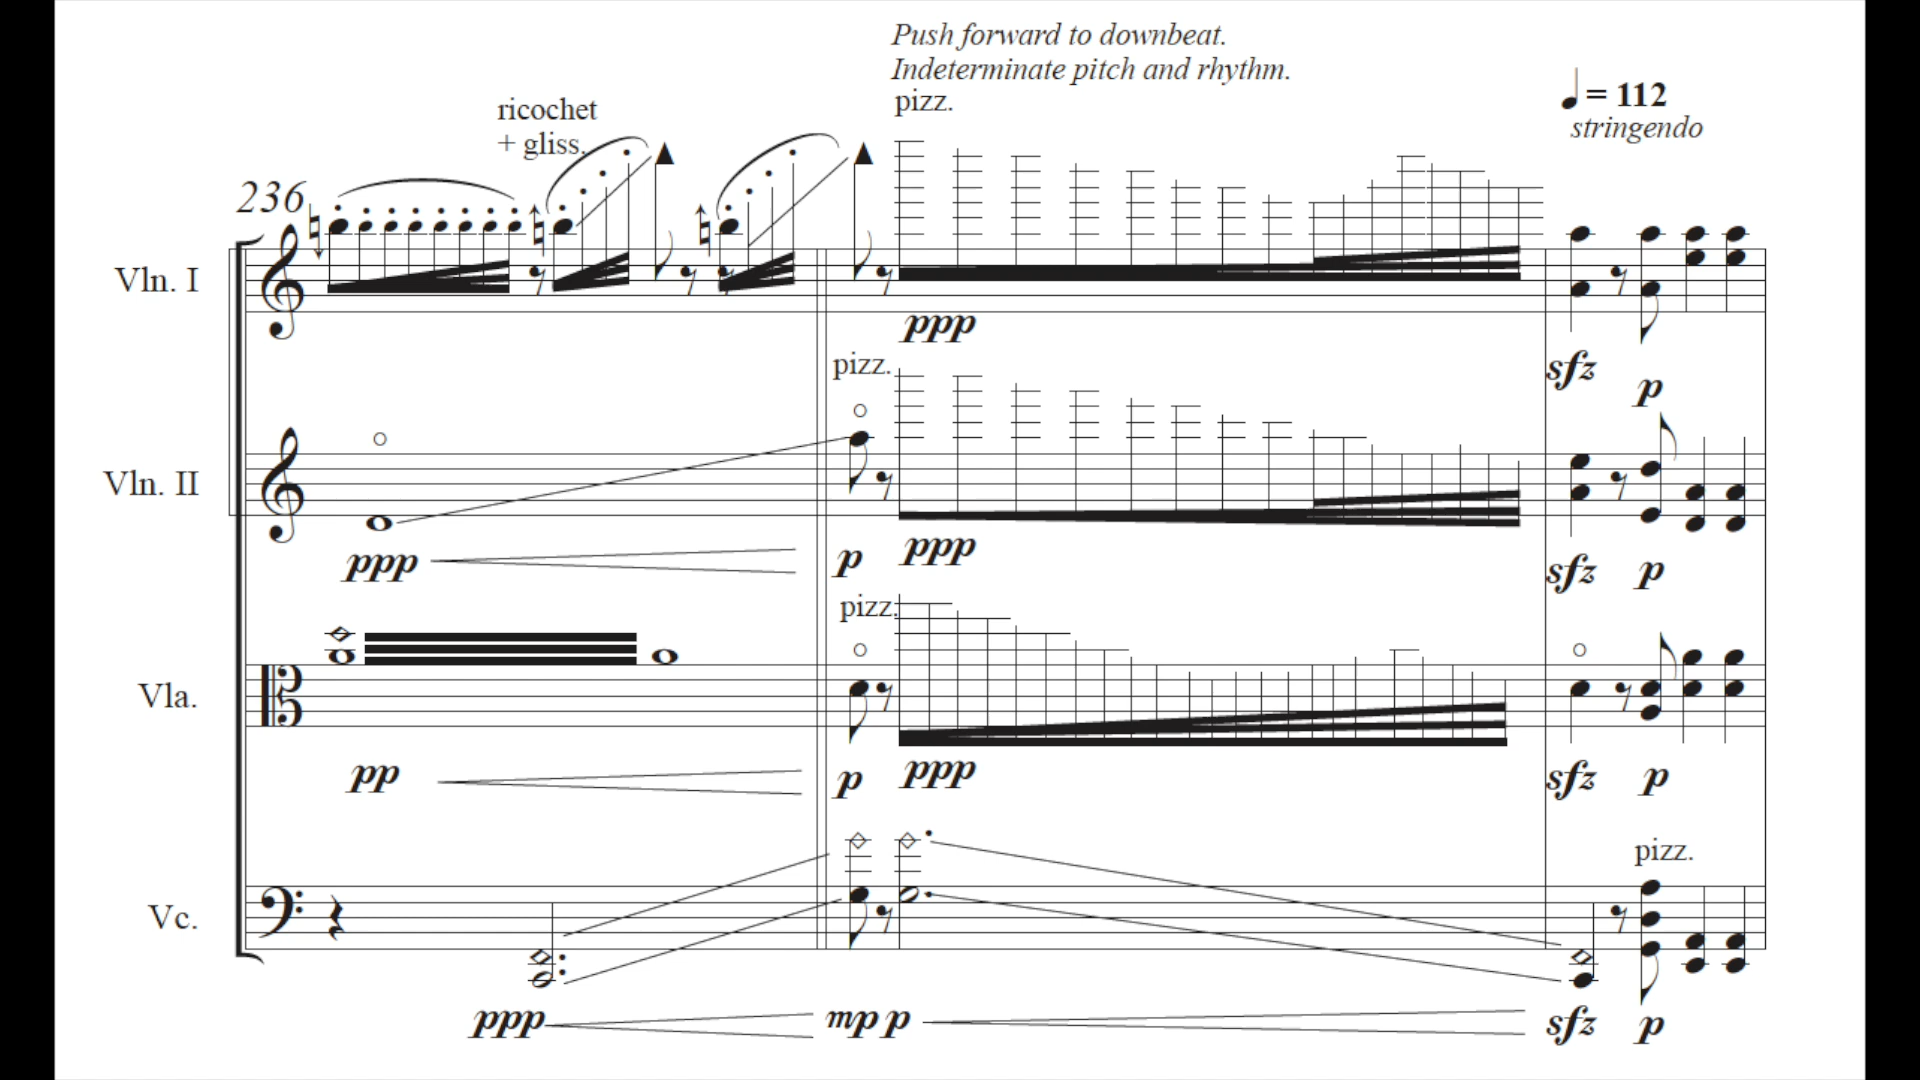 Push forward to downbeat.
Indeterminate pitch and rhythm.
pizz.
♩ = 112
stringendo
ricochet
+ gliss.
236
Vln. I
ppp
sfz
p
pizz.
Vln. II
ppp
p
ppp
sfz
p
pizz.
Vla.
pp
p
ppp
sfz
p
pizz.
Vc.
ppp
mp p
sfz
p